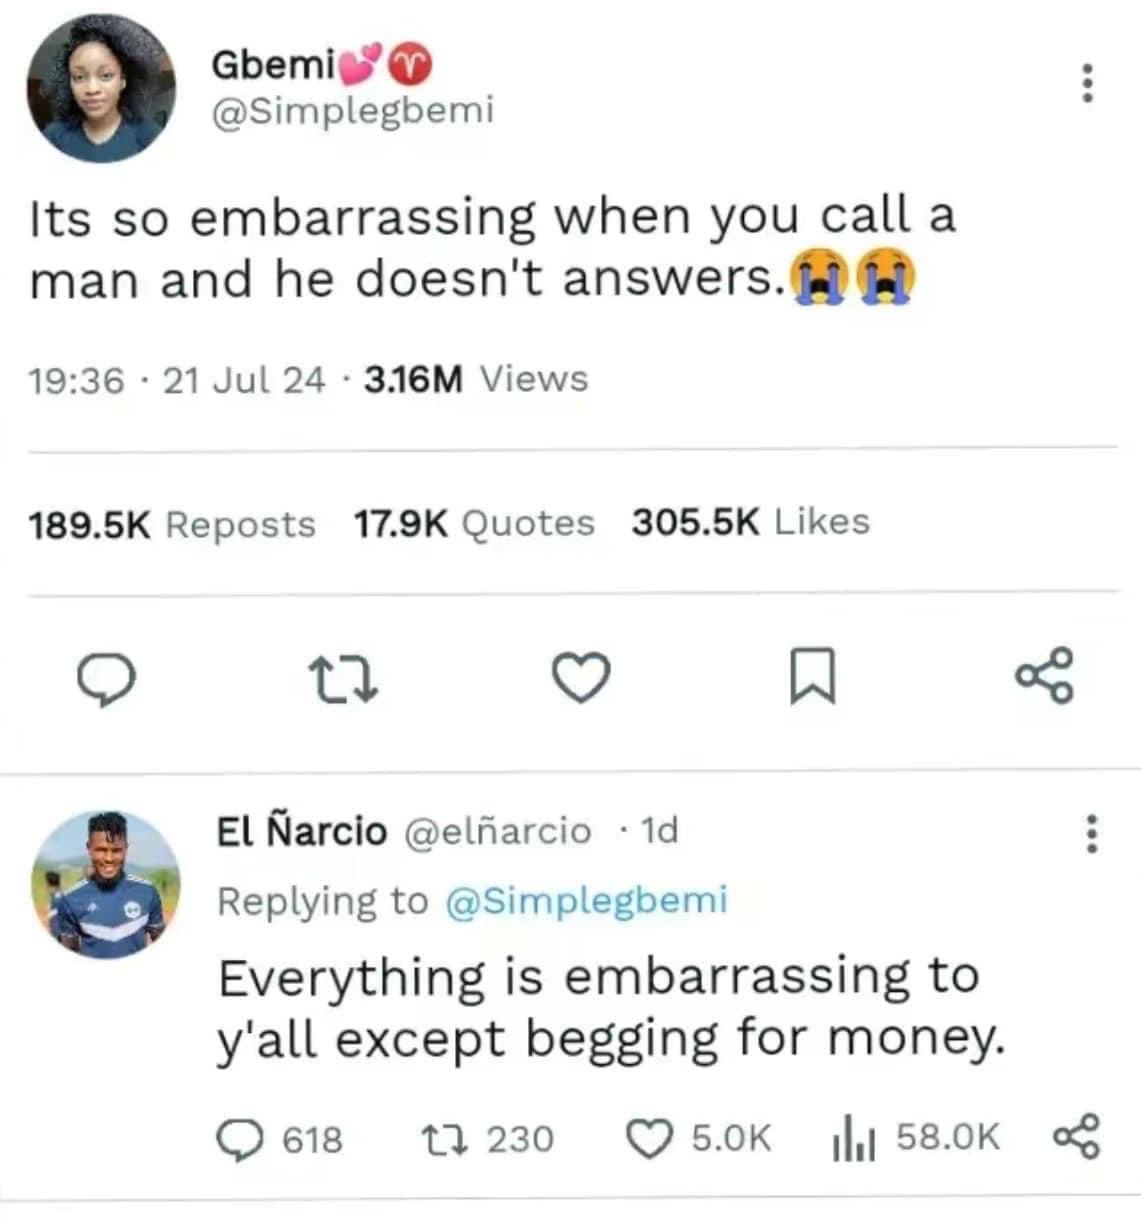 Gbemi💕♈
@Simplegbemi
Its so embarrassing when you call a
man and he doesn't answers.😭😭
19:36 · 21 Jul 24 · 3.16M Views
189.5K Reposts 17.9K Quotes 305.5K Likes
El Ñarcio @elñarcio · 1d
Replying to @Simplegbemi
Everything is embarrassing to
y'all except begging for money.
618 230 5.0K 58.0K